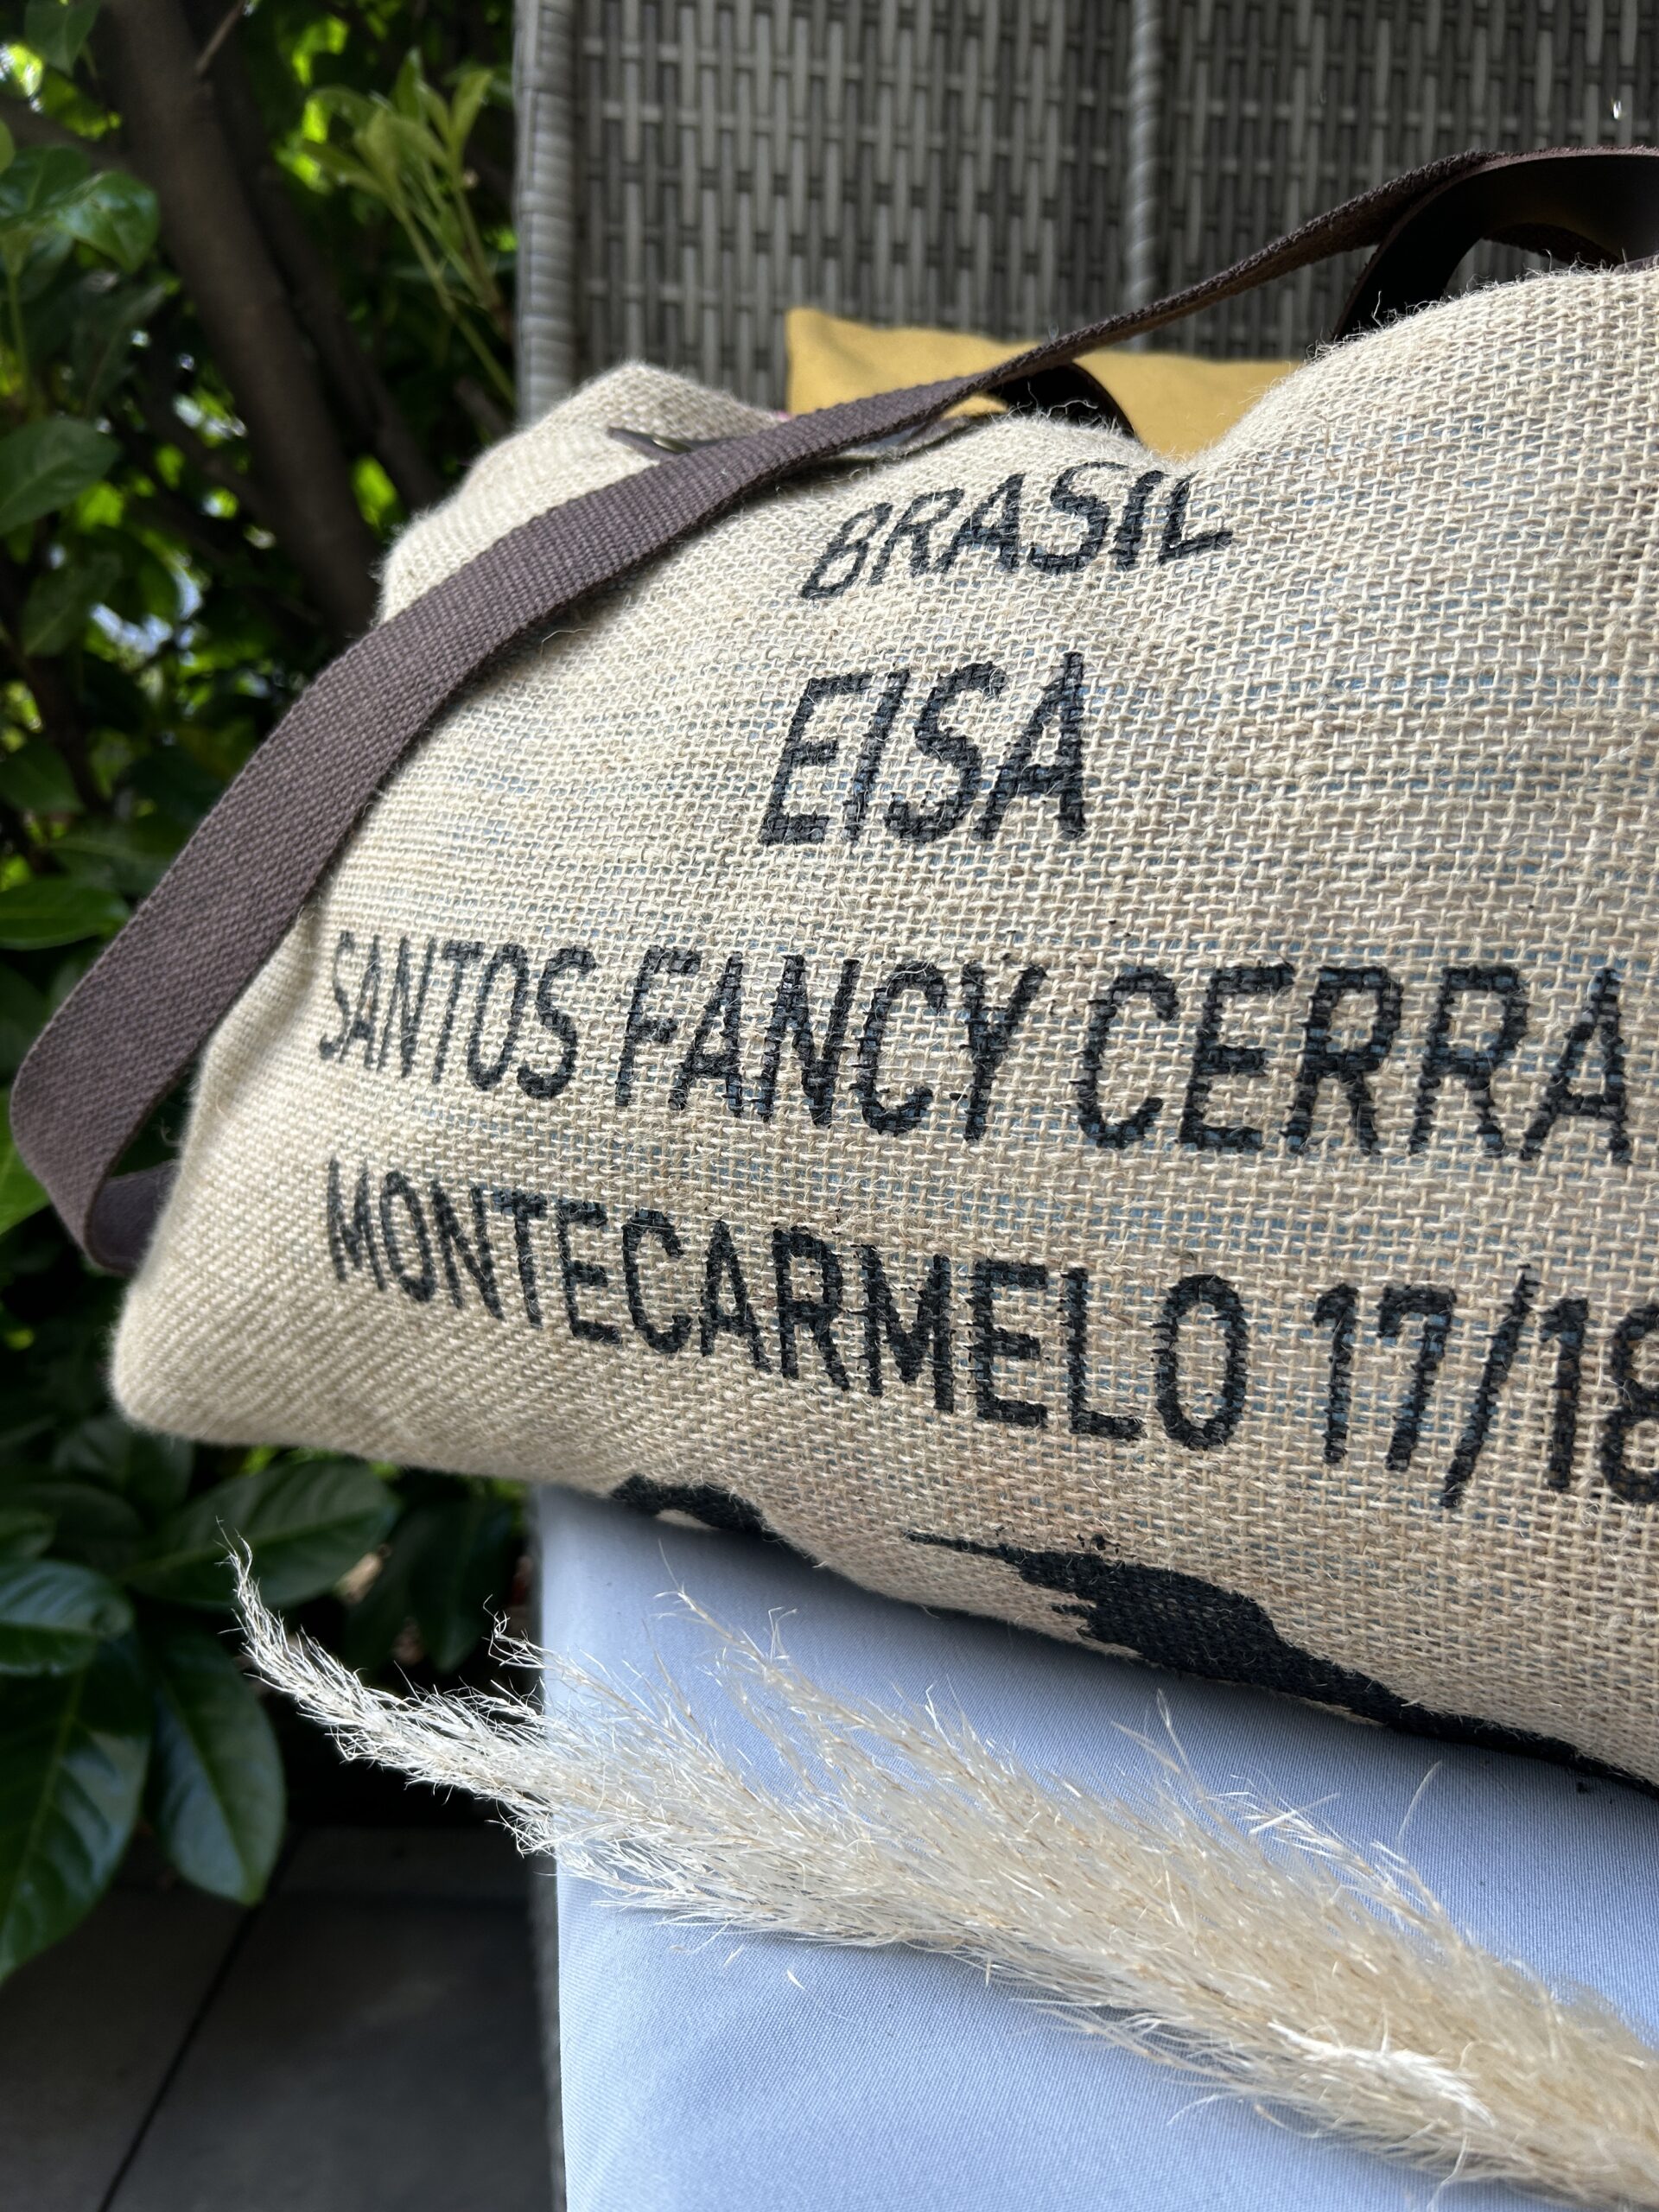 BRASIL
EISA
SANTOS FANCY CERRA
MONTECARMELO 17/18